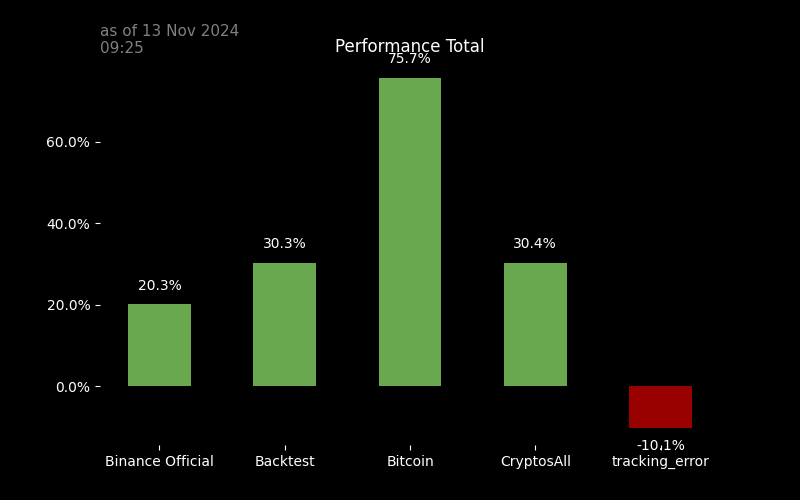 as of 13 Nov 2024
09:25
Performance Total
75.7%
60.0%
40.0%
30.3%
30.4%
20.3%
20.0%
0.0%
-10.1%
Binance Official
Backtest
Bitcoin
CryptosAll
tracking_error